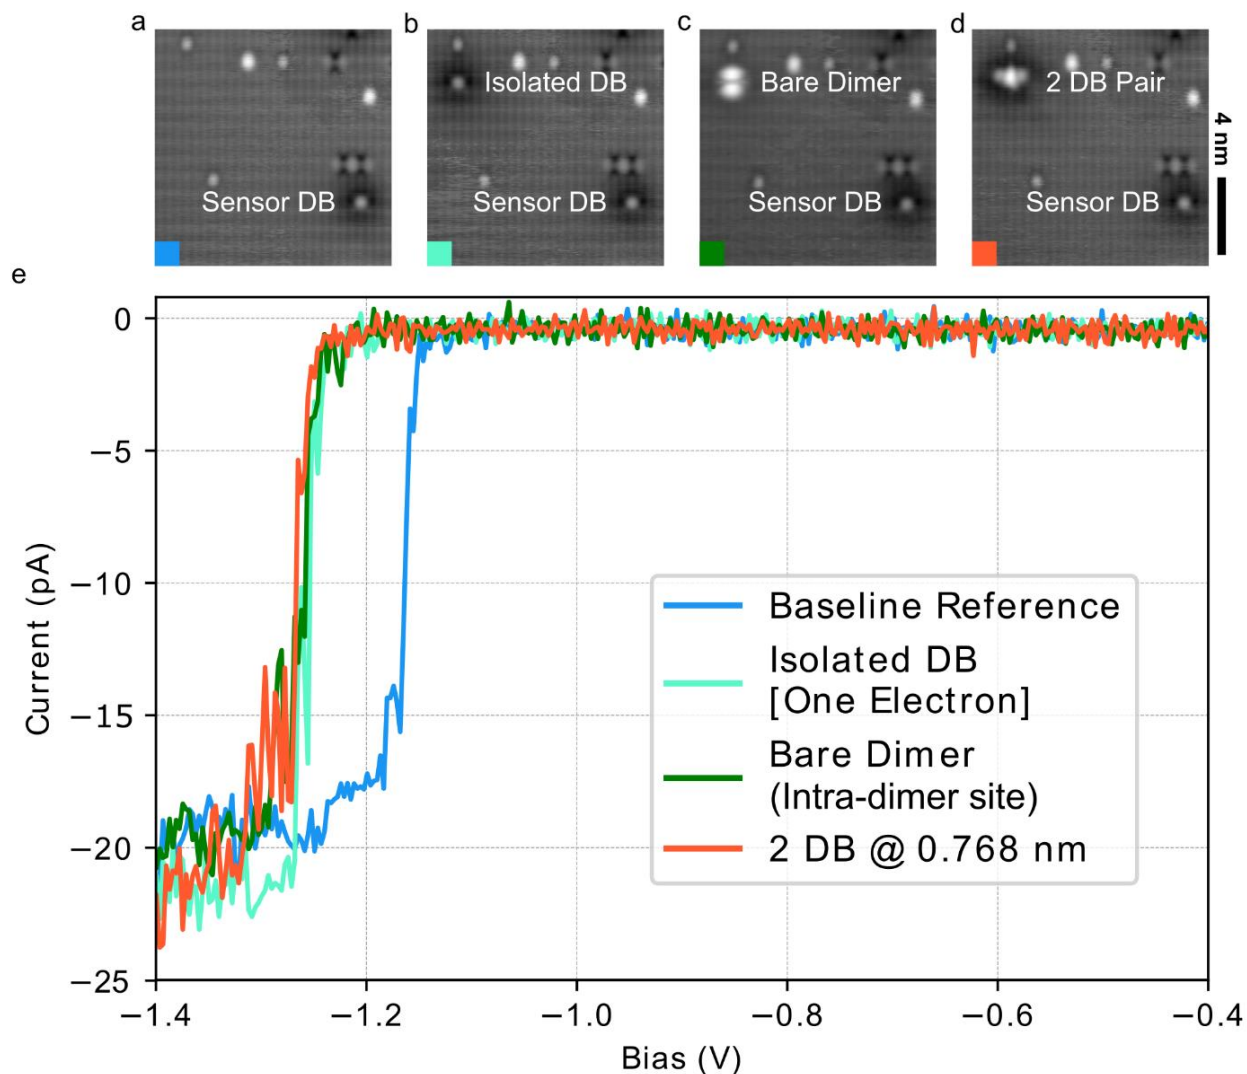 a
b
c
d
Isolated DB
Bare Dimer
2 DB Pair
Sensor DB
Sensor DB
Sensor DB
Sensor DB
4 nm
e
0
−5
−10
−15
−20
−25
Current (pA)
Baseline Reference
Isolated DB
[One Electron]
Bare Dimer
(Intra-dimer site)
2 DB @ 0.768 nm
−1.4
−1.2
−1.0
−0.8
−0.6
−0.4
Bias (V)